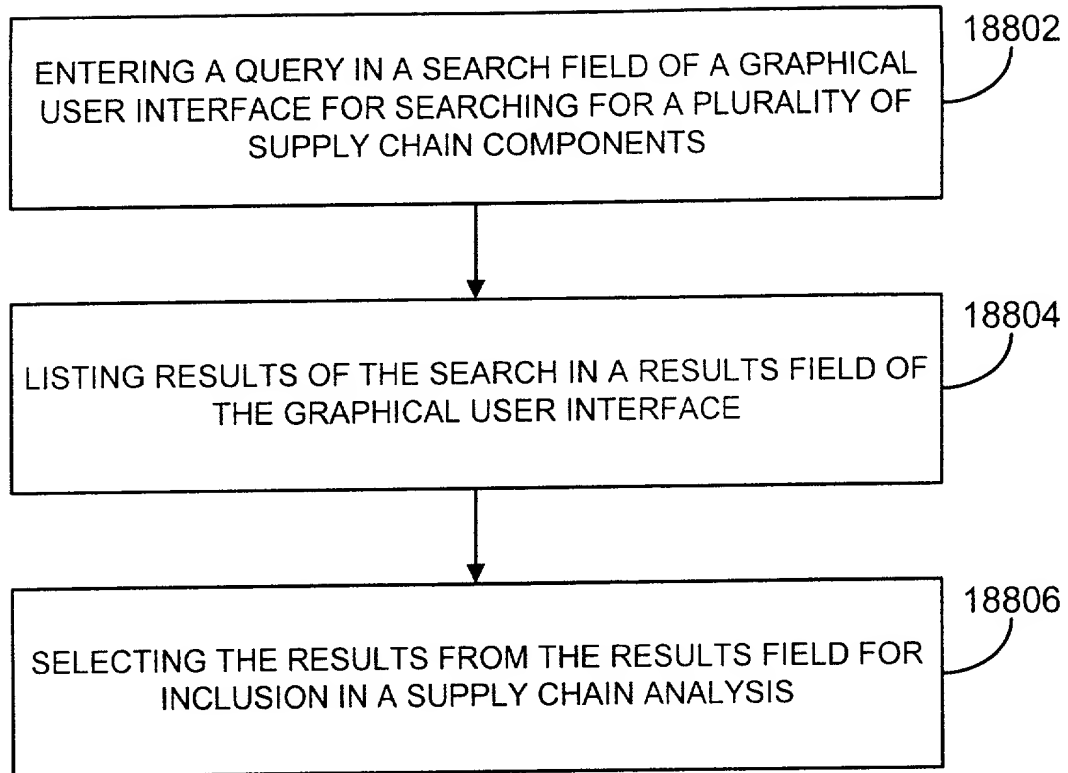 18802
ENTERING A QUERY IN A SEARCH FIELD OF A GRAPHICAL
USER INTERFACE FOR SEARCHING FOR A PLURALITY OF
SUPPLY CHAIN COMPONENTS
18804
LISTING RESULTS OF THE SEARCH IN A RESULTS FIELD OF
THE GRAPHICAL USER INTERFACE
18806
SELECTING THE RESULTS FROM THE RESULTS FIELD FOR
INCLUSION IN A SUPPLY CHAIN ANALYSIS